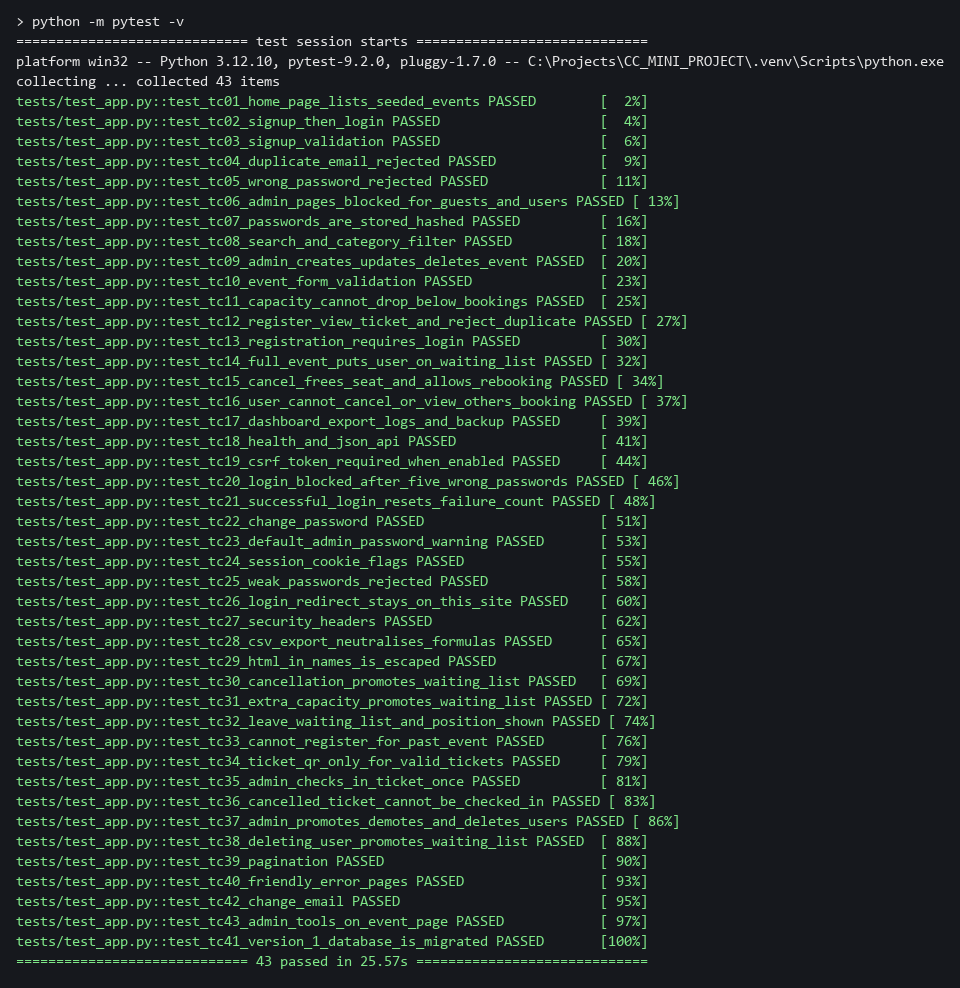 > python -m pytest -v
============================= test session starts =============================
platform win32 -- Python 3.12.10, pytest-9.2.0, pluggy-1.7.0 -- C:\Projects\CC_MINI_PROJECT\.venv\Scripts\python.exe
collecting ... collected 43 items
tests/test_app.py::test_tc01_home_page_lists_seeded_events PASSED        [  2%]
tests/test_app.py::test_tc02_signup_then_login PASSED                    [  4%]
tests/test_app.py::test_tc03_signup_validation PASSED                    [  6%]
tests/test_app.py::test_tc04_duplicate_email_rejected PASSED             [  9%]
tests/test_app.py::test_tc05_wrong_password_rejected PASSED              [ 11%]
tests/test_app.py::test_tc06_admin_pages_blocked_for_guests_and_users PASSED [ 13%]
tests/test_app.py::test_tc07_passwords_are_stored_hashed PASSED          [ 16%]
tests/test_app.py::test_tc08_search_and_category_filter PASSED           [ 18%]
tests/test_app.py::test_tc09_admin_creates_updates_deletes_event PASSED  [ 20%]
tests/test_app.py::test_tc10_event_form_validation PASSED                [ 23%]
tests/test_app.py::test_tc11_capacity_cannot_drop_below_bookings PASSED  [ 25%]
tests/test_app.py::test_tc12_register_view_ticket_and_reject_duplicate PASSED [ 27%]
tests/test_app.py::test_tc13_registration_requires_login PASSED          [ 30%]
tests/test_app.py::test_tc14_full_event_puts_user_on_waiting_list PASSED [ 32%]
tests/test_app.py::test_tc15_cancel_frees_seat_and_allows_rebooking PASSED [ 34%]
tests/test_app.py::test_tc16_user_cannot_cancel_or_view_others_booking PASSED [ 37%]
tests/test_app.py::test_tc17_dashboard_export_logs_and_backup PASSED     [ 39%]
tests/test_app.py::test_tc18_health_and_json_api PASSED                  [ 41%]
tests/test_app.py::test_tc19_csrf_token_required_when_enabled PASSED     [ 44%]
tests/test_app.py::test_tc20_login_blocked_after_five_wrong_passwords PASSED [ 46%]
tests/test_app.py::test_tc21_successful_login_resets_failure_count PASSED [ 48%]
tests/test_app.py::test_tc22_change_password PASSED                      [ 51%]
tests/test_app.py::test_tc23_default_admin_password_warning PASSED       [ 53%]
tests/test_app.py::test_tc24_session_cookie_flags PASSED                 [ 55%]
tests/test_app.py::test_tc25_weak_passwords_rejected PASSED              [ 58%]
tests/test_app.py::test_tc26_login_redirect_stays_on_this_site PASSED    [ 60%]
tests/test_app.py::test_tc27_security_headers PASSED                     [ 62%]
tests/test_app.py::test_tc28_csv_export_neutralises_formulas PASSED      [ 65%]
tests/test_app.py::test_tc29_html_in_names_is_escaped PASSED             [ 67%]
tests/test_app.py::test_tc30_cancellation_promotes_waiting_list PASSED   [ 69%]
tests/test_app.py::test_tc31_extra_capacity_promotes_waiting_list PASSED [ 72%]
tests/test_app.py::test_tc32_leave_waiting_list_and_position_shown PASSED [ 74%]
tests/test_app.py::test_tc33_cannot_register_for_past_event PASSED       [ 76%]
tests/test_app.py::test_tc34_ticket_qr_only_for_valid_tickets PASSED     [ 79%]
tests/test_app.py::test_tc35_admin_checks_in_ticket_once PASSED          [ 81%]
tests/test_app.py::test_tc36_cancelled_ticket_cannot_be_checked_in PASSED [ 83%]
tests/test_app.py::test_tc37_admin_promotes_demotes_and_deletes_users PASSED [ 86%]
tests/test_app.py::test_tc38_deleting_user_promotes_waiting_list PASSED  [ 88%]
tests/test_app.py::test_tc39_pagination PASSED                           [ 90%]
tests/test_app.py::test_tc40_friendly_error_pages PASSED                 [ 93%]
tests/test_app.py::test_tc42_change_email PASSED                         [ 95%]
tests/test_app.py::test_tc43_admin_tools_on_event_page PASSED            [ 97%]
tests/test_app.py::test_tc41_version_1_database_is_migrated PASSED       [100%]
============================= 43 passed in 25.57s =============================